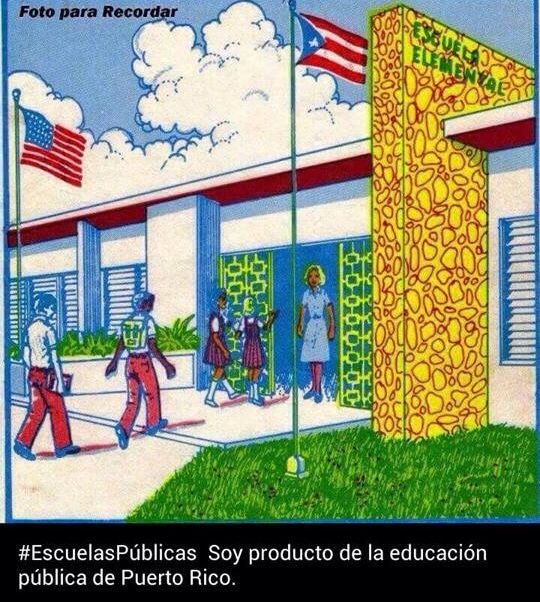 Foto para Recordar
ESCUELA
ELEMENTAL
#EscuelasPúblicas Soy producto de la educación
pública de Puerto Rico.